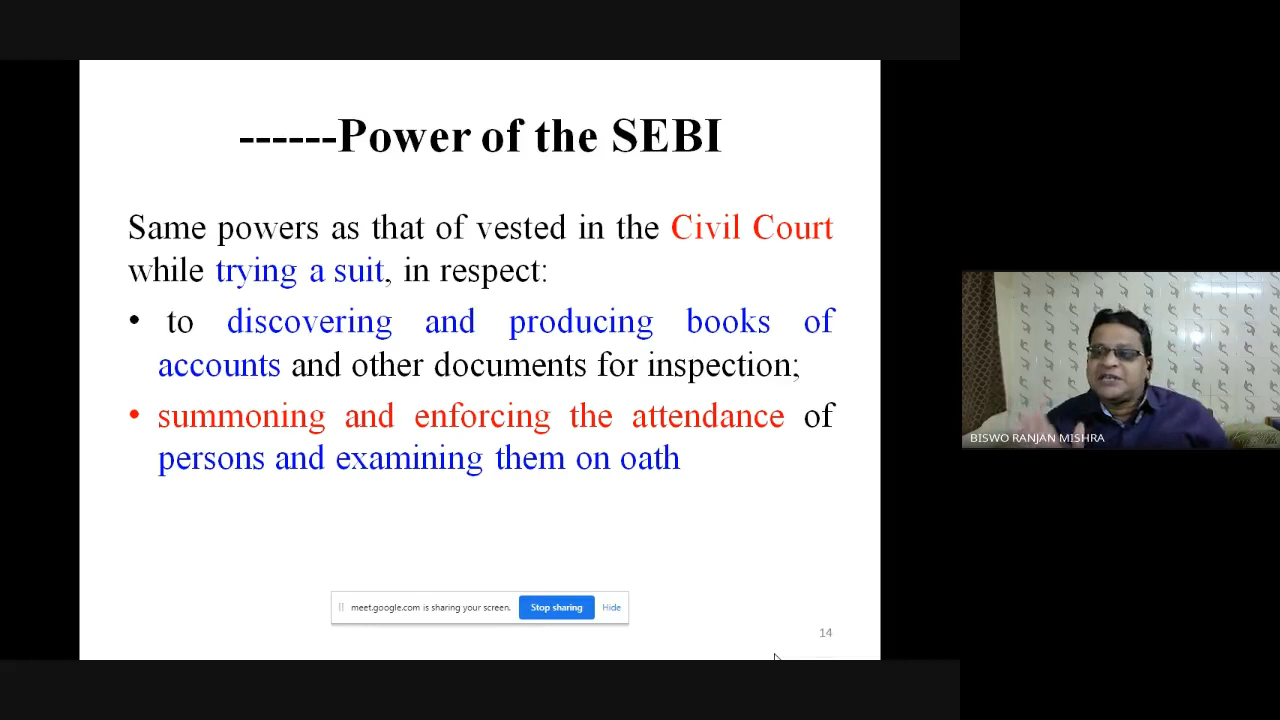 ------Power of the SEBI
Same powers as that of vested in the Civil Court
while trying a suit, in respect:
• to discovering and producing books of
accounts and other documents for inspection;
• summoning and enforcing the attendance of
persons and examining them on oath
BISWO RANJAN MISHRA
meet.google.com is sharing your screen. Stop sharing Hide
14